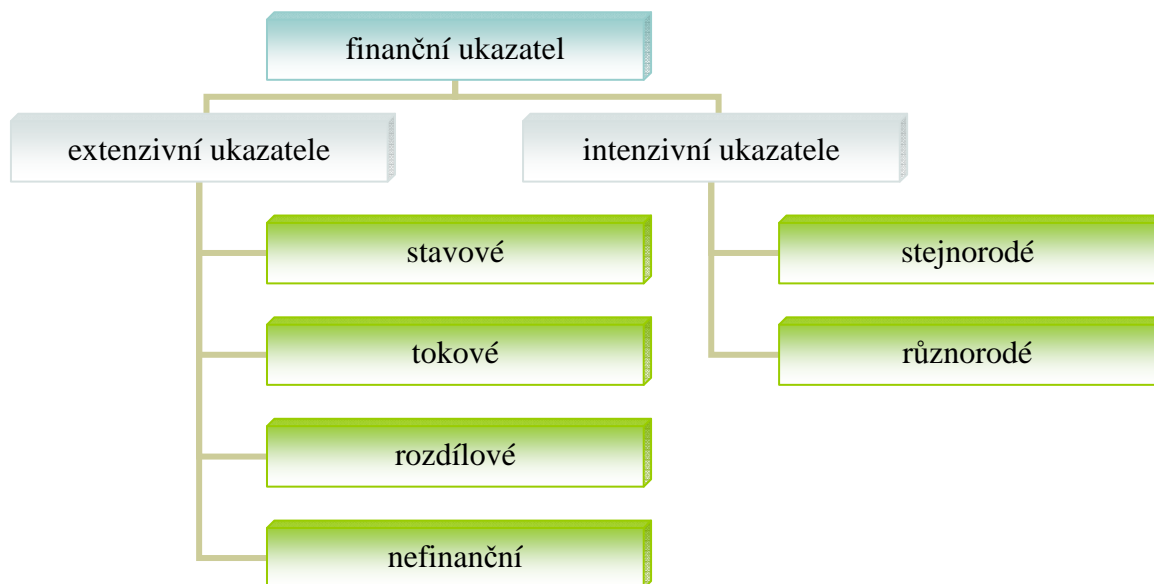 finanční ukazatel
extenzivní ukazatele
intenzivní ukazatele
stavové
stejnorodé
tokové
různorodé
rozdílové
nefinanční